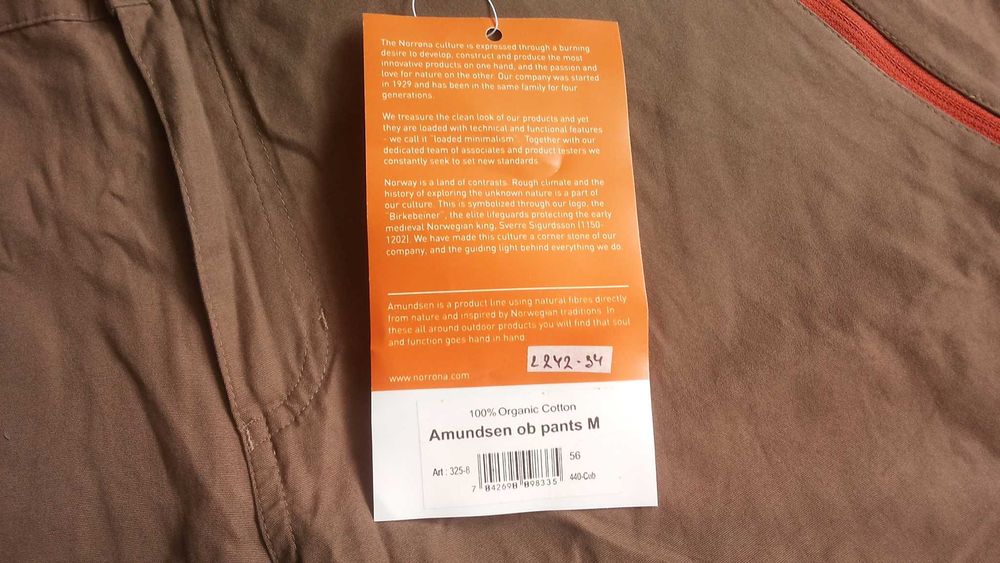 The Norrøna culture is expressed through a burning
desire to develop, construct and produce the most
innovative products on one hand, and the passion and
love for nature on the other. Our company was started
in 1929 and has been in the same family for four
generations.
We treasure the clean look of our products and yet
they are loaded with technical and functional features
- we call it "loaded minimalism". Together with our
dedicated team of associates and product testers we
constantly seek to set new standards.
Norway is a land of contrasts. Rough climate and the
history of exploring the unknown nature is a part of
our culture. This is symbolized through our logo, the
"Birkebeiner", the elite lifeguards protecting the early
medieval Norwegian king, Sverre Sigurdsson (1150-
1202). We have made this culture a corner stone of our
company, and the guiding light behind everything we do.
Amundsen is a product line using natural fibres directly
from nature and inspired by Norwegian traditions. In
these all around outdoor products you will find that soul
and function goes hand in hand.
2242-34
www.norrona.com
100% Organic Cotton
Amundsen ob pants M
Art : 325-8
56
440-Cob
7 842698 898335